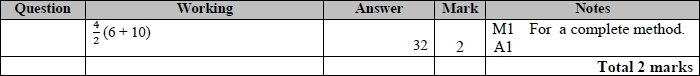 Question Working Answer Mark Notes
4/2 (6 + 10) M1 For a complete method.
32 2 A1
Total 2 marks